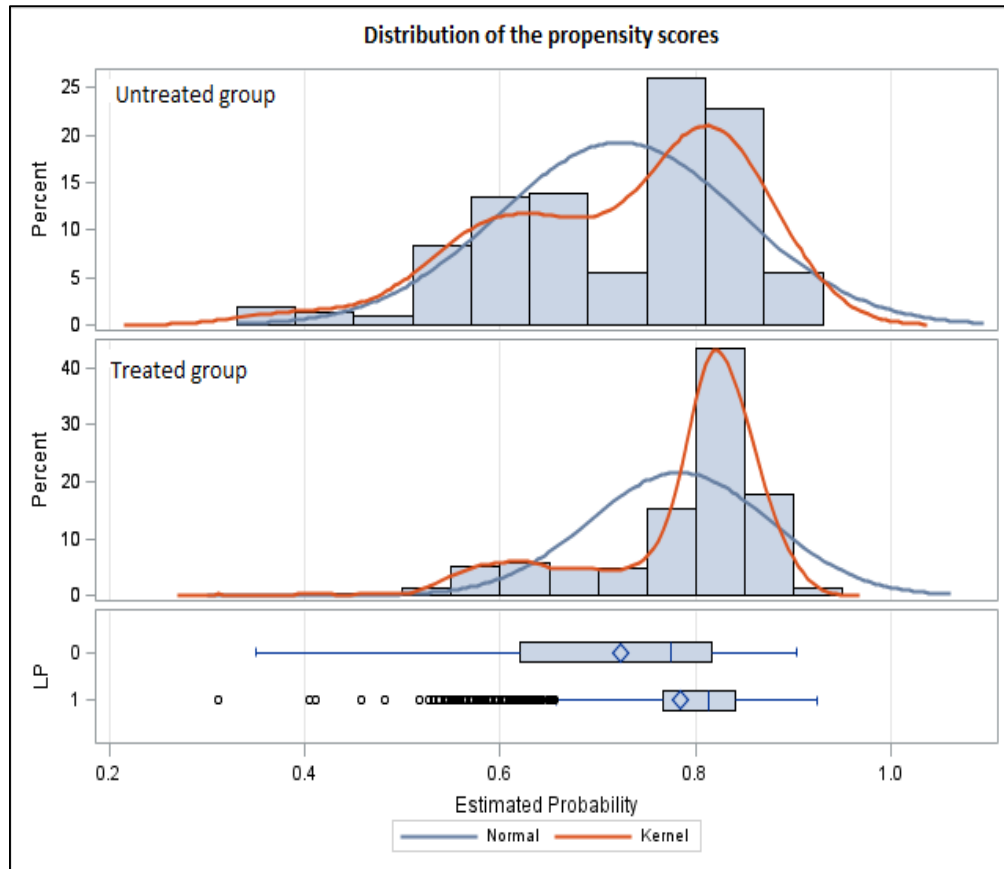 Distribution of the propensity scores
Untreated group
25
20
15
10
5
0
Percent
Treated group
40
30
20
10
0
Percent
0
1
LP
0.2 0.4 0.6 0.8 1.0
Estimated Probability
Normal Kernel